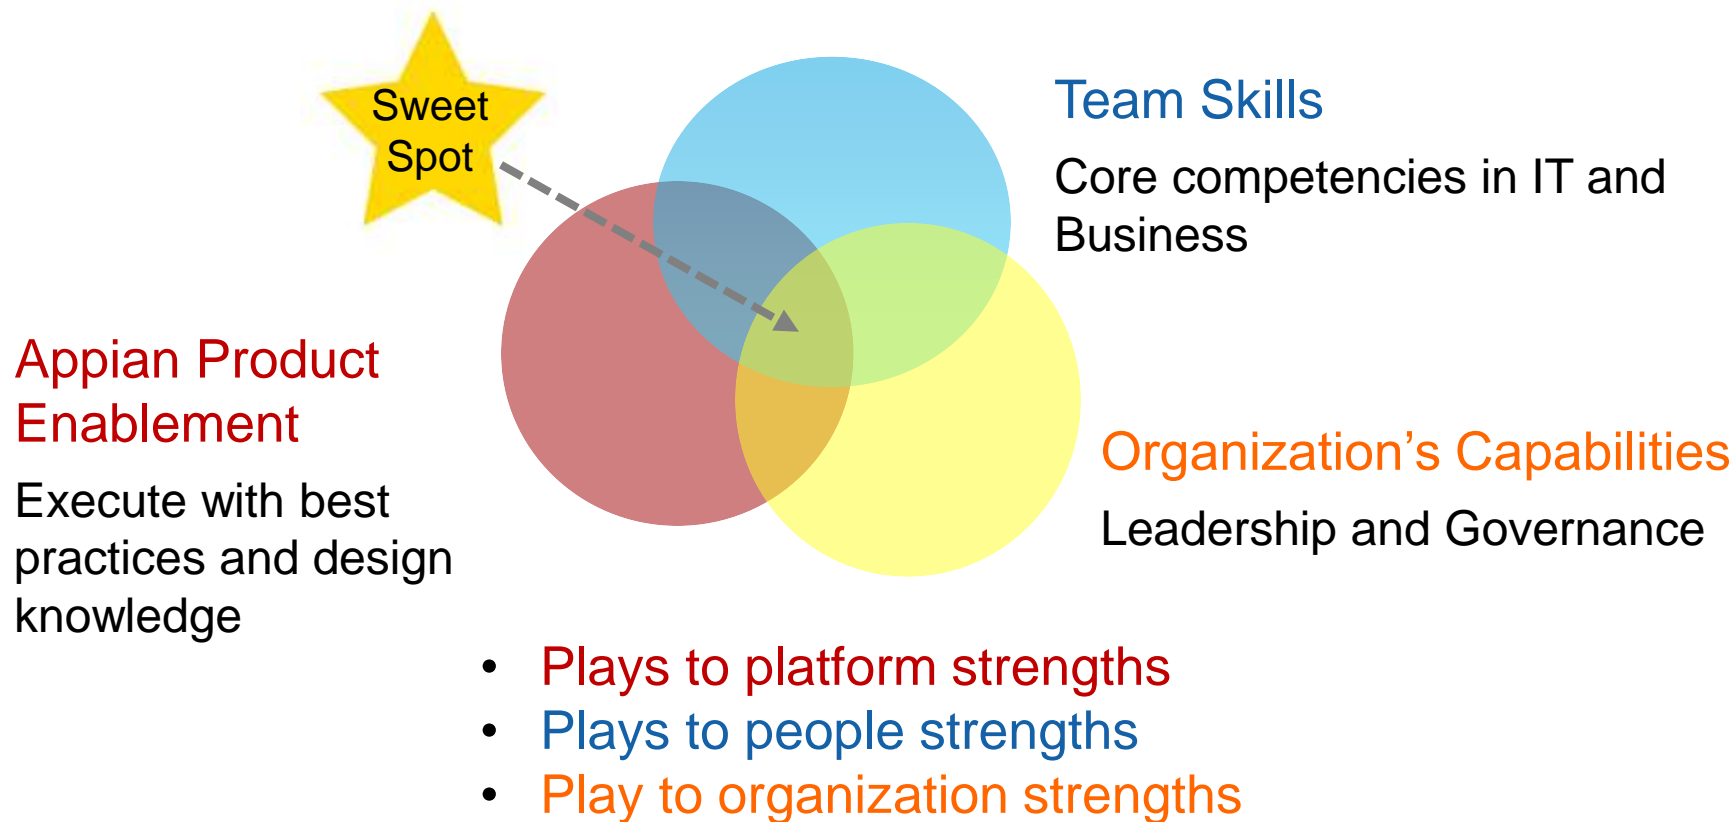 Sweet
Spot
Team Skills
Core competencies in IT and
Business
Appian Product
Enablement
Execute with best
practices and design
knowledge
Organization’s Capabilities
Leadership and Governance
• Plays to platform strengths
• Plays to people strengths
• Play to organization strengths